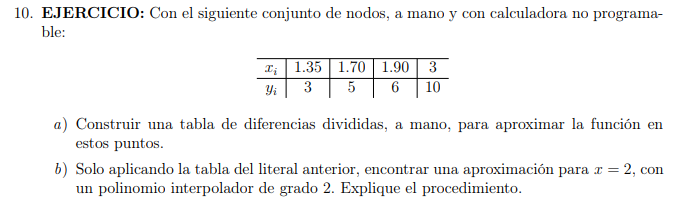 10. EJERCICIO: Con el siguiente conjunto de nodos, a mano y con calculadora no programa-
ble:
x_i 1.35 1.70 1.90 3
y_i 3 5 6 10
a) Construir una tabla de diferencias divididas, a mano, para aproximar la función en
estos puntos.
b) Solo aplicando la tabla del literal anterior, encontrar una aproximación para x = 2, con
un polinomio interpolador de grado 2. Explique el procedimiento.